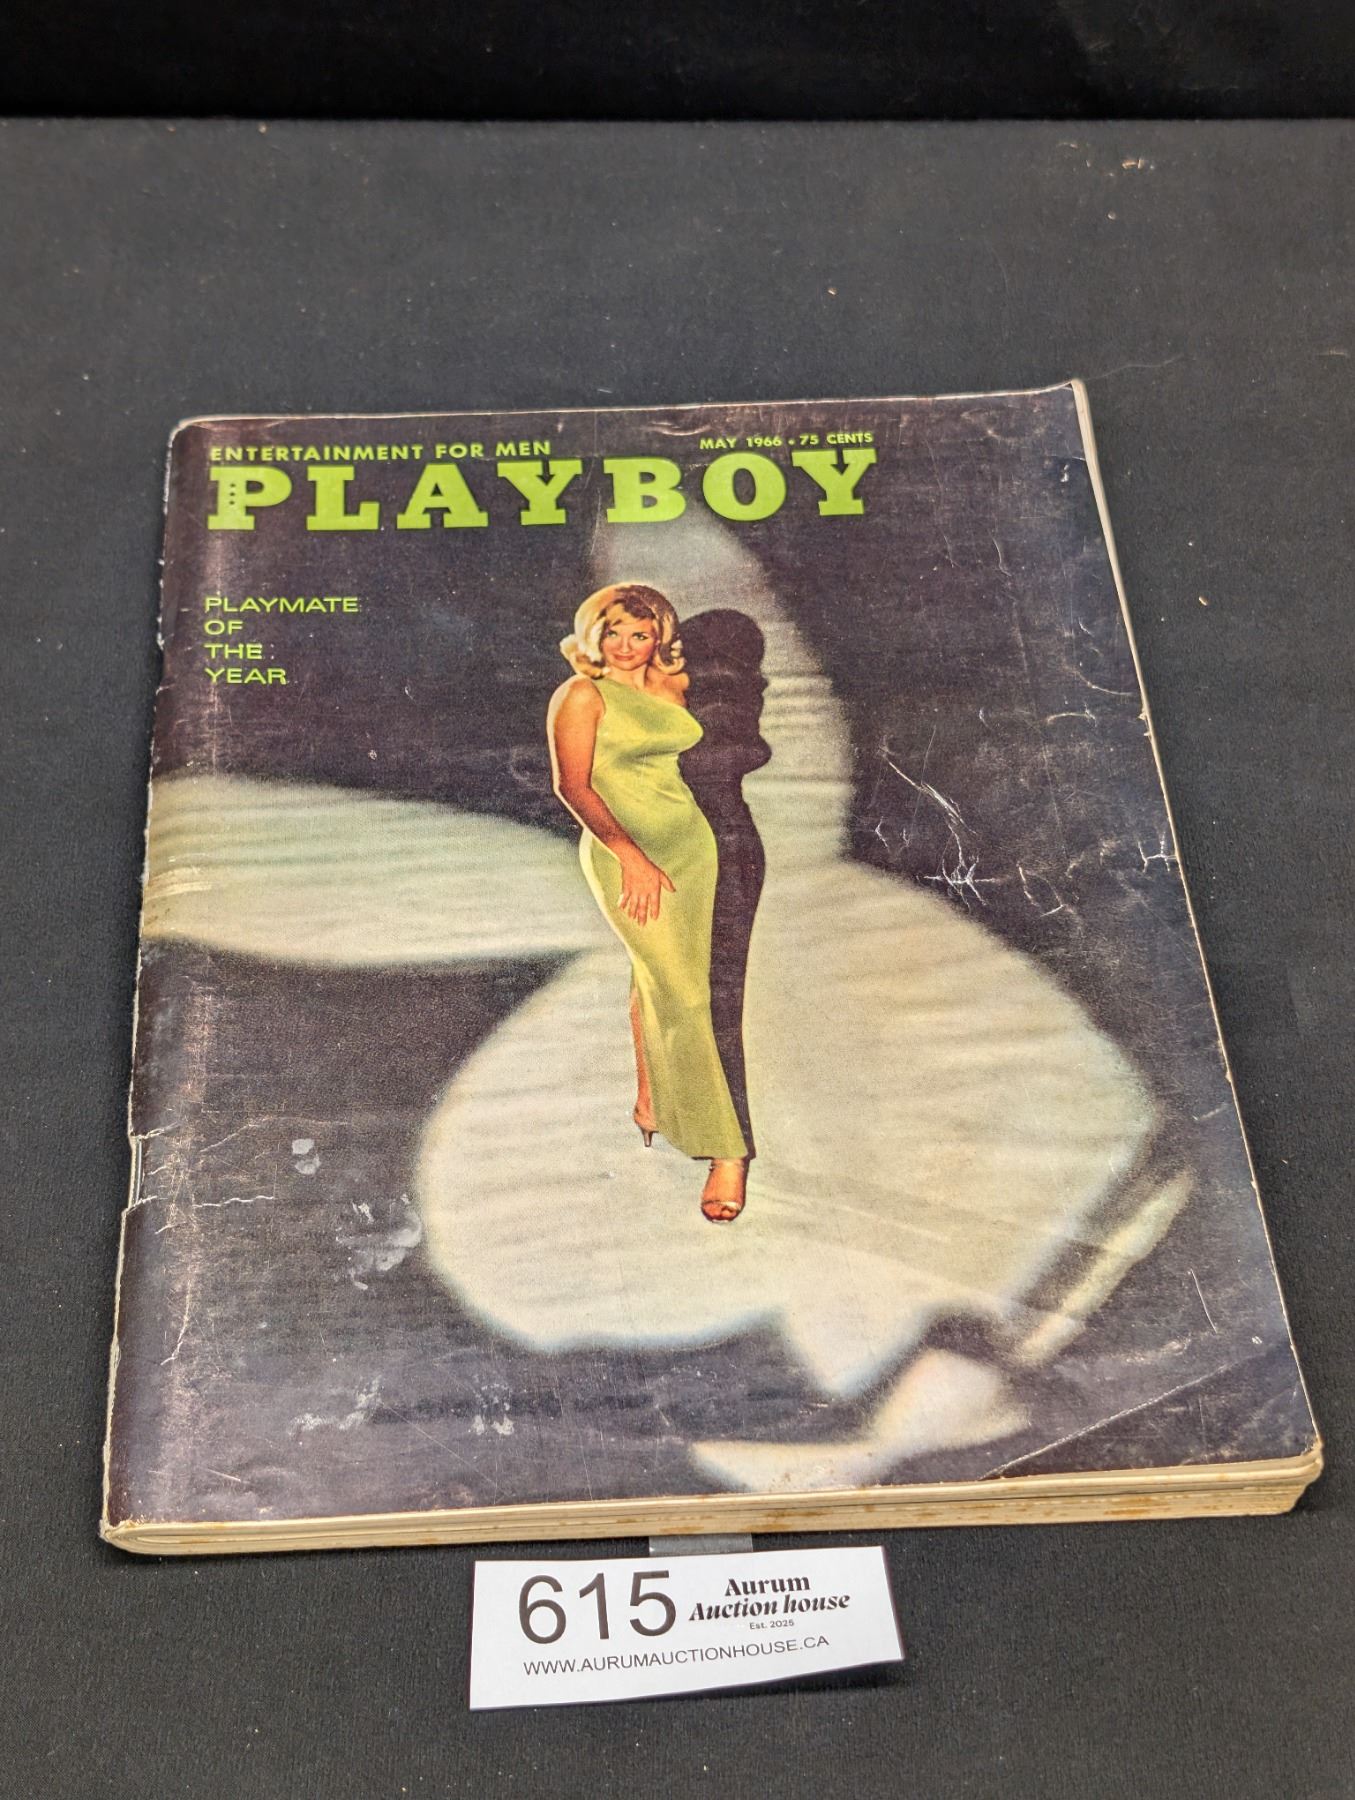 ENTERTAINMENT FOR MEN
MAY 1966 • 75 CENTS
PLAYBOY
PLAYMATE
OF
THE
YEAR
615
Aurum
Auction house
Est. 2025
WWW.AURUMAUCTIONHOUSE.CA